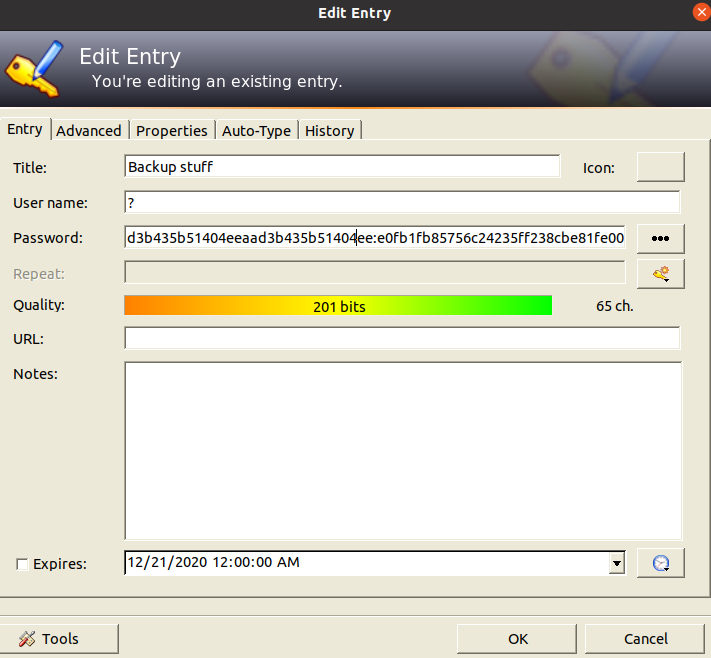 Edit Entry
Edit Entry
You're editing an existing entry.
Entry Advanced Properties Auto-Type History
Title: Backup stuff Icon:
User name: ?
Password: d3b435b51404eeaad3b435b51404ee:e0fb1fb85756c24235ff238cbe81fe00 •••
Repeat:
Quality: 201 bits 65 ch.
URL:
Notes:
Expires: 12/21/2020 12:00:00 AM
Tools OK Cancel